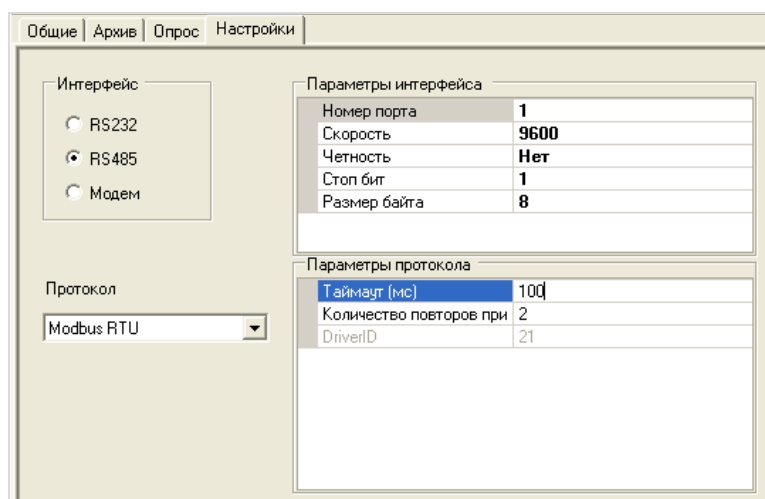 Общие Архив Опрос Настройки
Интерфейс
RS232
RS485
Модем
Протокол
Modbus RTU
Параметры интерфейса
Номер порта 1
Скорость 9600
Четность Нет
Стоп бит 1
Размер байта 8
Параметры протокола
Таймаут (мс) 100
Количество повторов при 2
DriverID 21